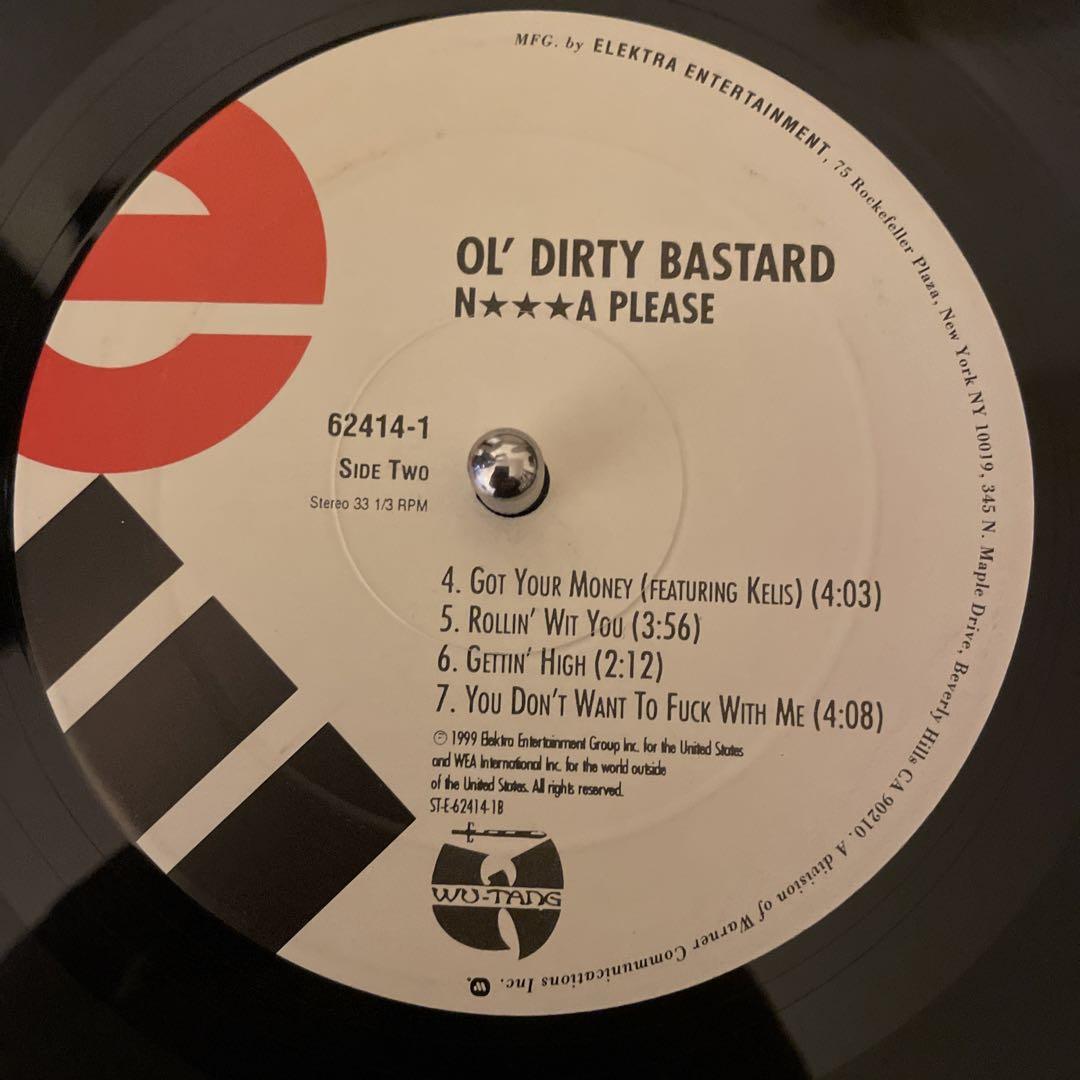 MFG. by ELEKTRA ENTERTAINMENT, 75 Rockefeller Plaza, New York NY 10019, 345 N. Maple Drive, Beverly Hills CA 90210. A division of Warner Communications Inc.
e
OL' DIRTY BASTARD
N★★★A PLEASE
62414-1
SIDE TWO
Stereo 33 1/3 RPM
4. GOT YOUR MONEY (FEATURING KELIS) (4:03)
5. ROLLIN' WIT YOU (3:56)
6. GETTIN' HIGH (2:12)
7. YOU DON'T WANT TO FUCK WITH ME (4:08)
℗ 1999 Elektra Entertainment Group Inc. for the United States
and WEA International Inc. for the world outside
of the United States. All rights reserved.
ST-E-62414-1B
WU-TANG